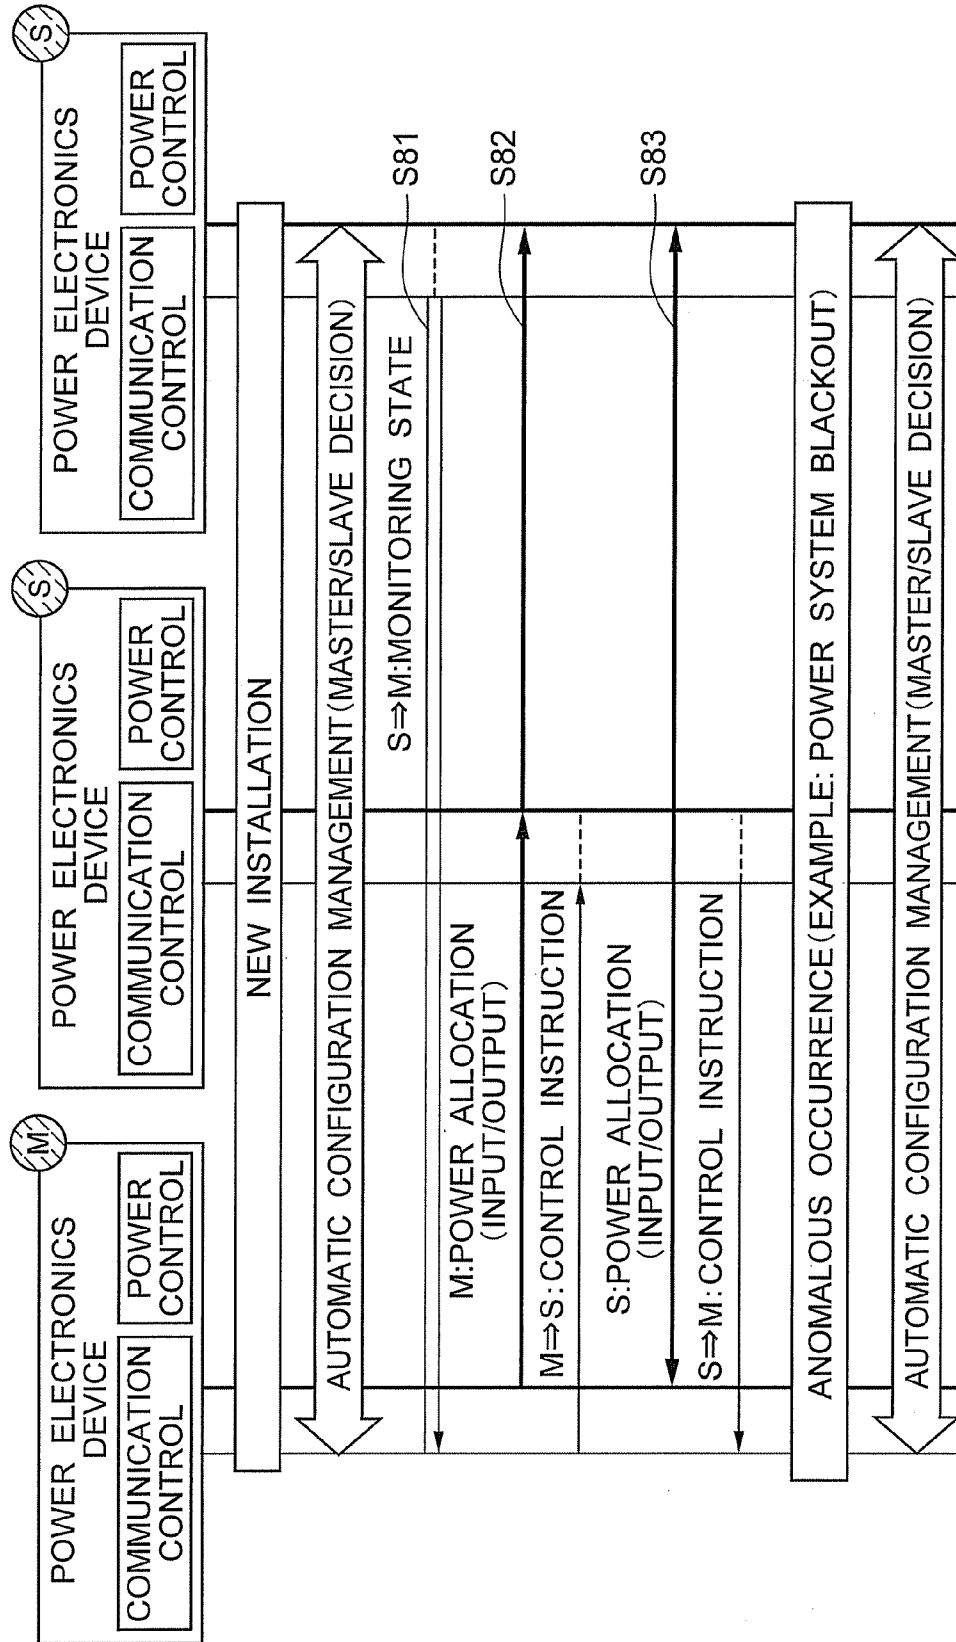 M
POWER ELECTRONICS
DEVICE
COMMUNICATION
CONTROL
POWER
CONTROL
S
POWER ELECTRONICS
DEVICE
COMMUNICATION
CONTROL
POWER
CONTROL
S
POWER ELECTRONICS
DEVICE
COMMUNICATION
CONTROL
POWER
CONTROL
NEW INSTALLATION
AUTOMATIC CONFIGURATION MANAGEMENT(MASTER/SLAVE DECISION)
S⇒M:MONITORING STATE
S81
M:POWER ALLOCATION
(INPUT/OUTPUT)
S82
M⇒S:CONTROL INSTRUCTION
S:POWER ALLOCATION
(INPUT/OUTPUT)
S83
S⇒M:CONTROL INSTRUCTION
ANOMALOUS OCCURRENCE(EXAMPLE:POWER SYSTEM BLACKOUT)
AUTOMATIC CONFIGURATION MANAGEMENT(MASTER/SLAVE DECISION)